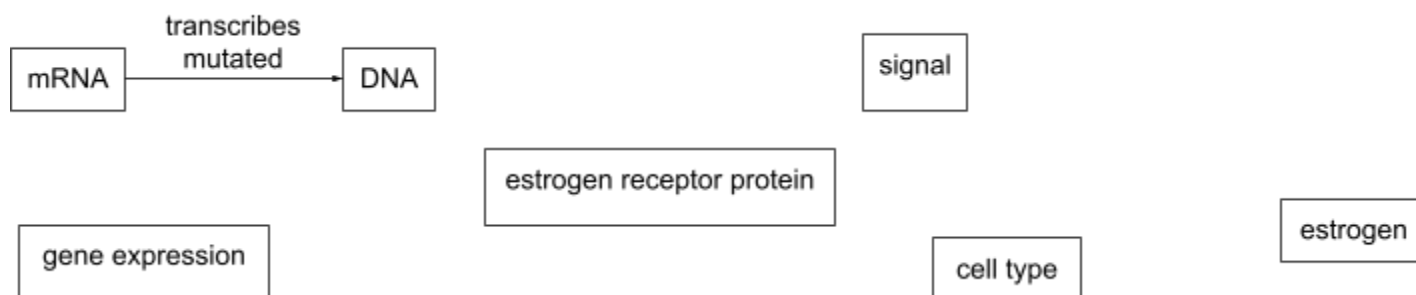 transcribes
mutated
mRNA
DNA
signal
estrogen receptor protein
estrogen
gene expression
cell type